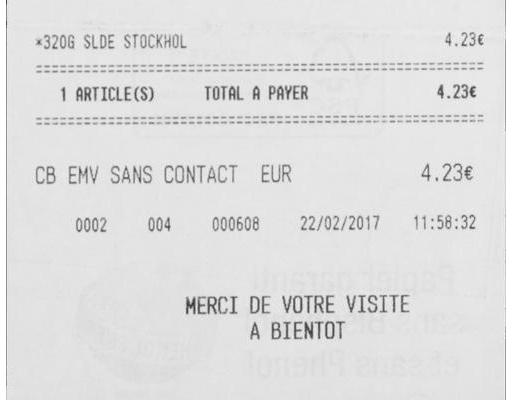 *320G SLDE STOCKHOL 4.23€
1 ARTICLE(S) TOTAL A PAYER 4.23€
CB EMV SANS CONTACT EUR 4.23€
0002 004 000608 22/02/2017 11:58:32
MERCI DE VOTRE VISITE
A BIENTOT
Papier garanti
sans Bisphénol
et sans Phénol